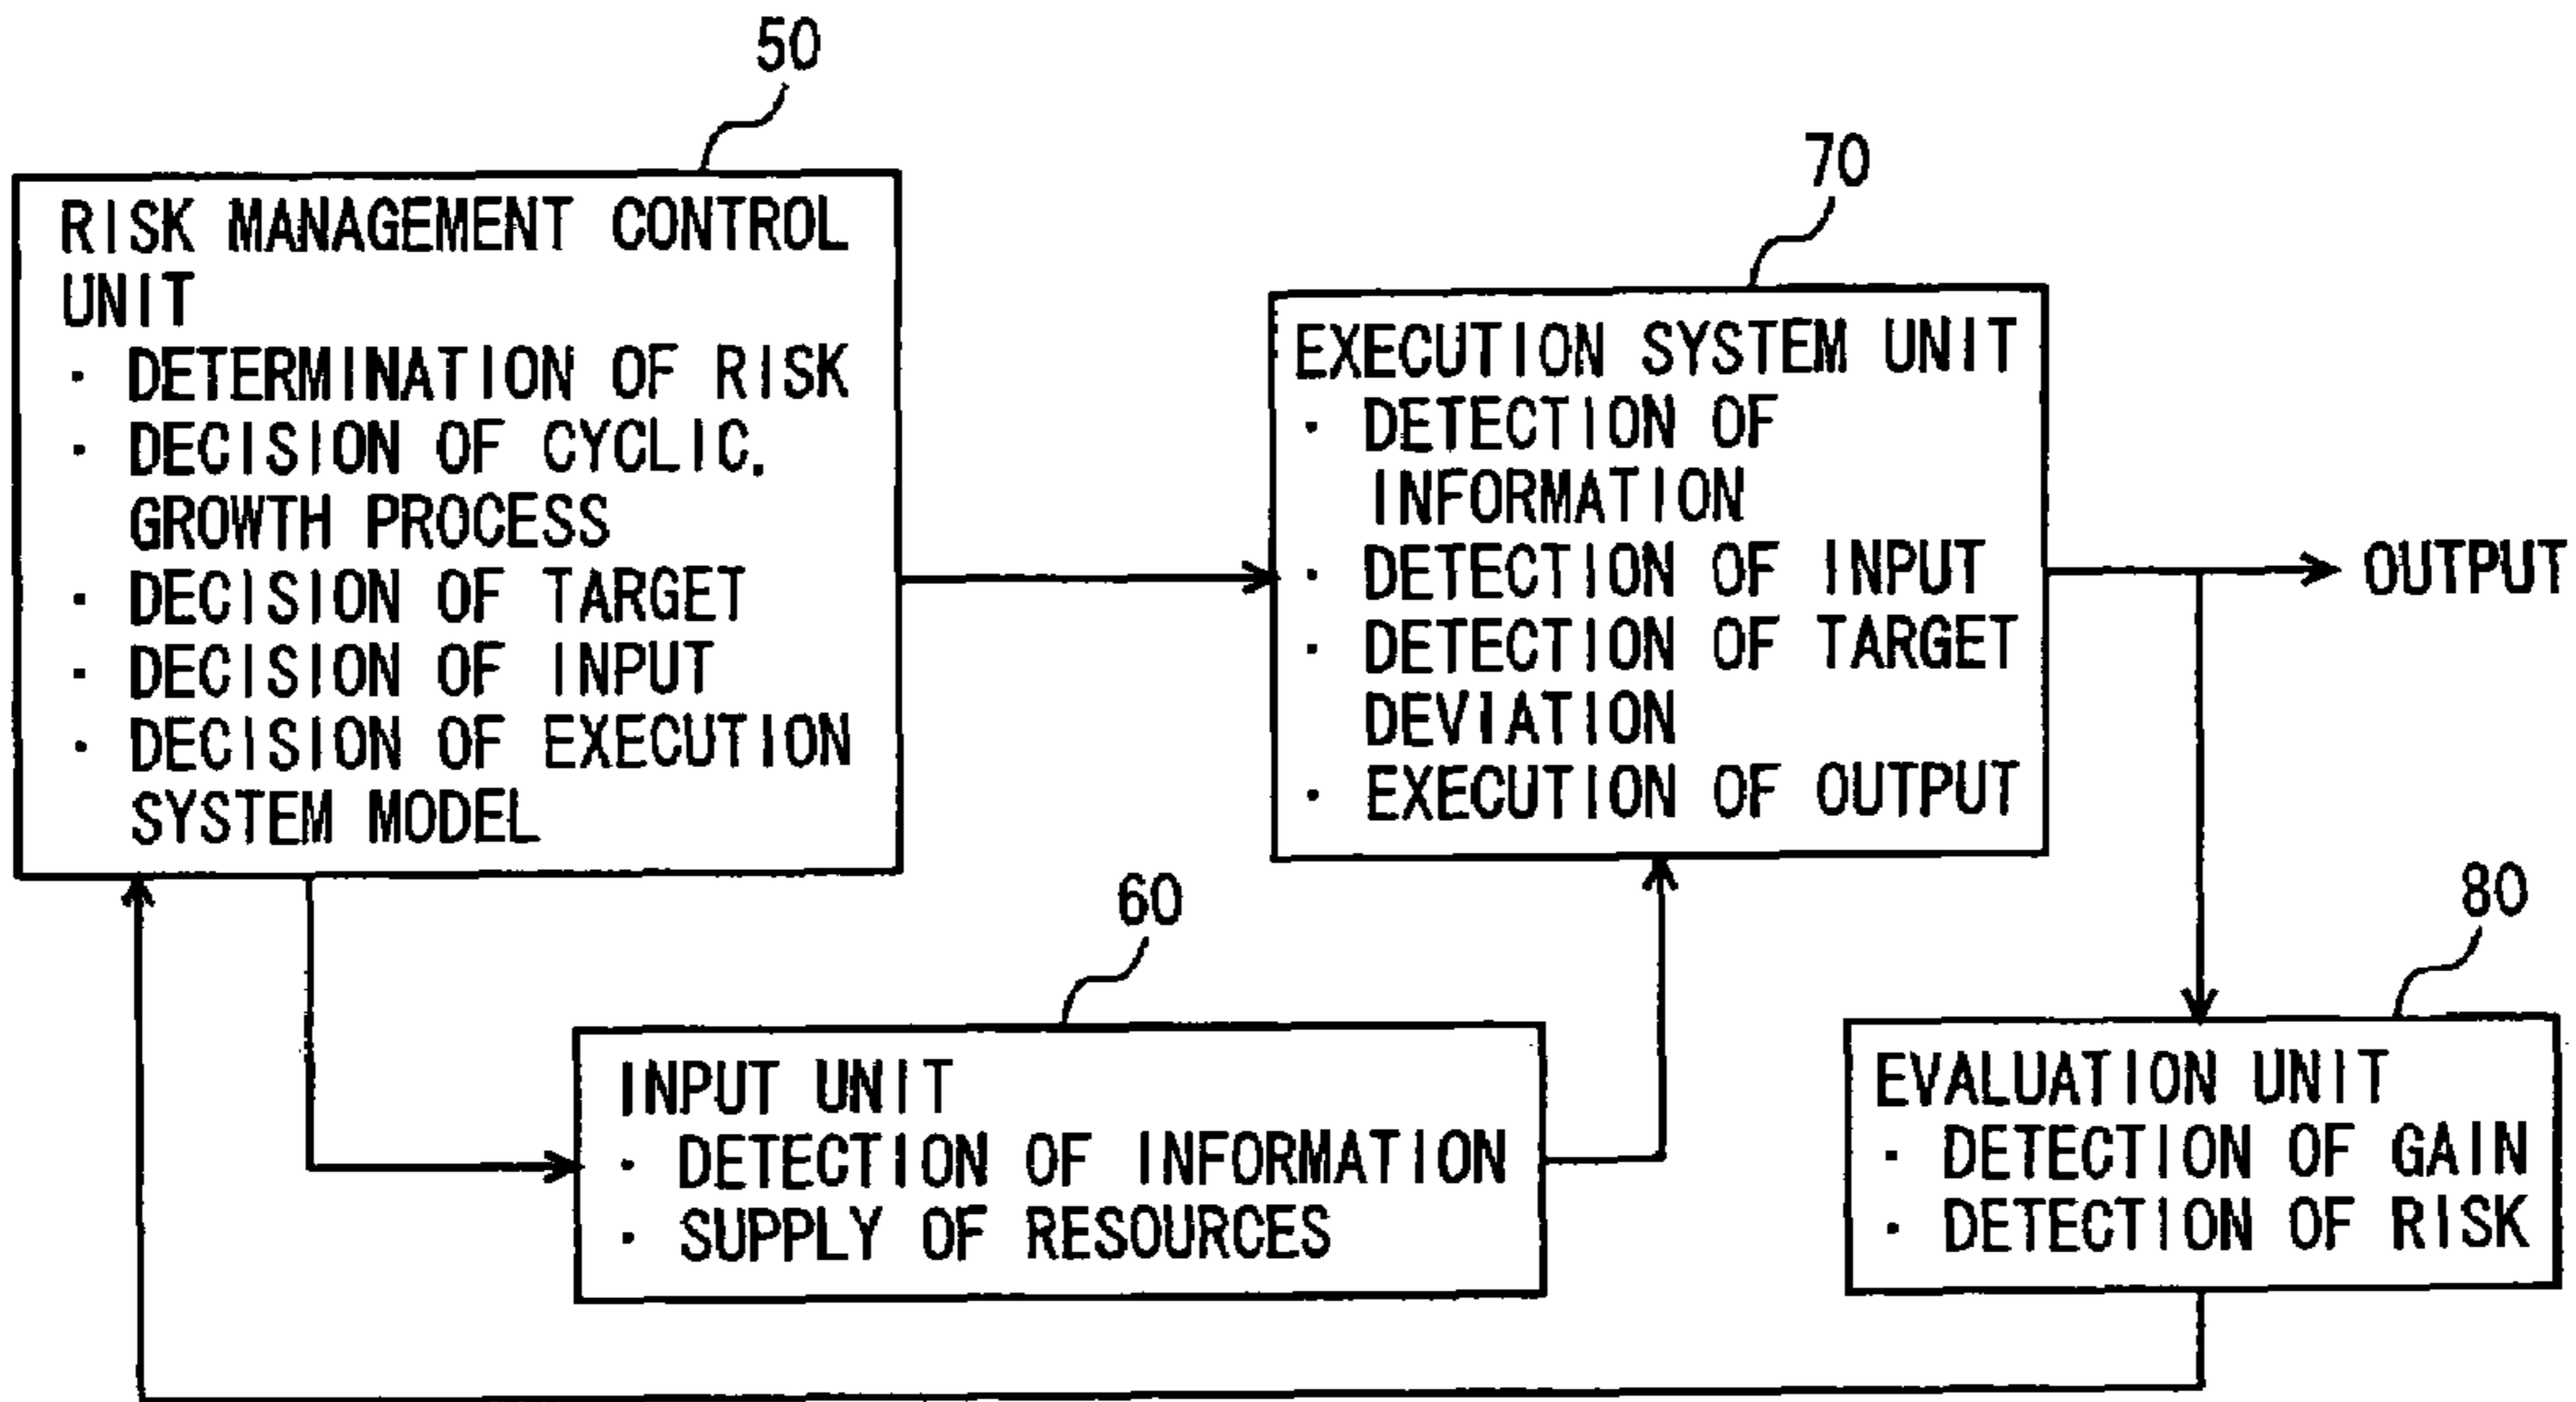 50
RISK MANAGEMENT CONTROL
UNIT
· DETERMINATION OF RISK
· DECISION OF CYCLIC.
GROWTH PROCESS
· DECISION OF TARGET
· DECISION OF INPUT
· DECISION OF EXECUTION
SYSTEM MODEL
70
EXECUTION SYSTEM UNIT
· DETECTION OF
INFORMATION
· DETECTION OF INPUT
· DETECTION OF TARGET
DEVIATION
· EXECUTION OF OUTPUT
OUTPUT
60
INPUT UNIT
· DETECTION OF INFORMATION
· SUPPLY OF RESOURCES
80
EVALUATION UNIT
· DETECTION OF GAIN
· DETECTION OF RISK